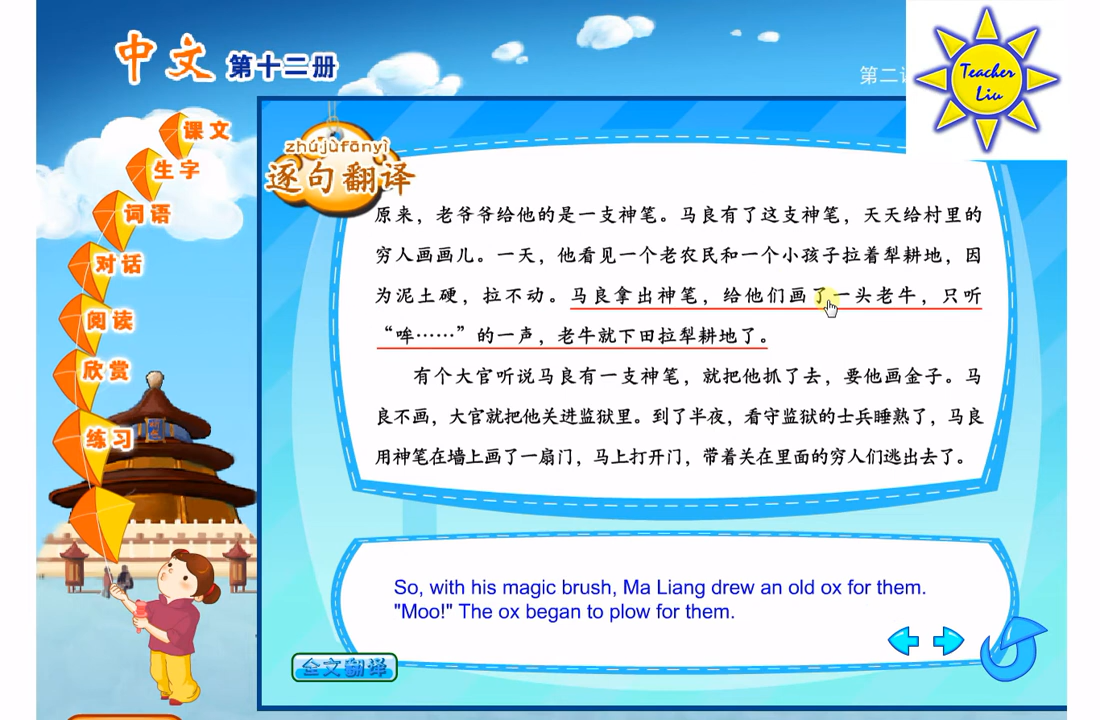 中文 第十二册
第二
Teacher
Liu
课文
生字
词语
对话
阅读
欣赏
练习
zhújùfānyì
逐句翻译
原来，老爷爷给他的是一支神笔。马良有了这支神笔，天天给村里的
穷人画画儿。一天，他看见一个老农民和一个小孩子拉着犁耕地，因
为泥土硬，拉不动。马良拿出神笔，给他们画了一头老牛，只听
“哞……”的一声，老牛就下田拉犁耕地了。
有个大官听说马良有一支神笔，就把他抓了去，要他画金子。马
良不画，大官就把他关进监狱里。到了半夜，看守监狱的士兵睡熟了，马良
用神笔在墙上画了一扇门，马上打开门，带着关在里面的穷人们逃出去了。
So, with his magic brush, Ma Liang drew an old ox for them.
"Moo!" The ox began to plow for them.
全文翻译